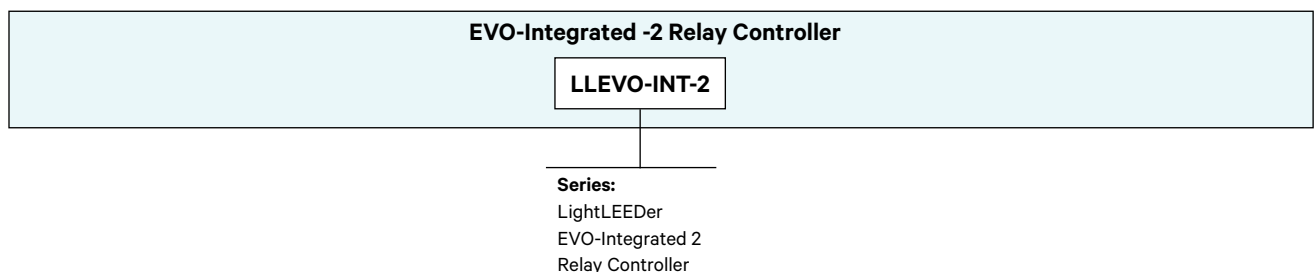 EVO-Integrated -2 Relay Controller
LLEVO-INT-2
Series:
LightLEEDer
EVO-Integrated 2
Relay Controller